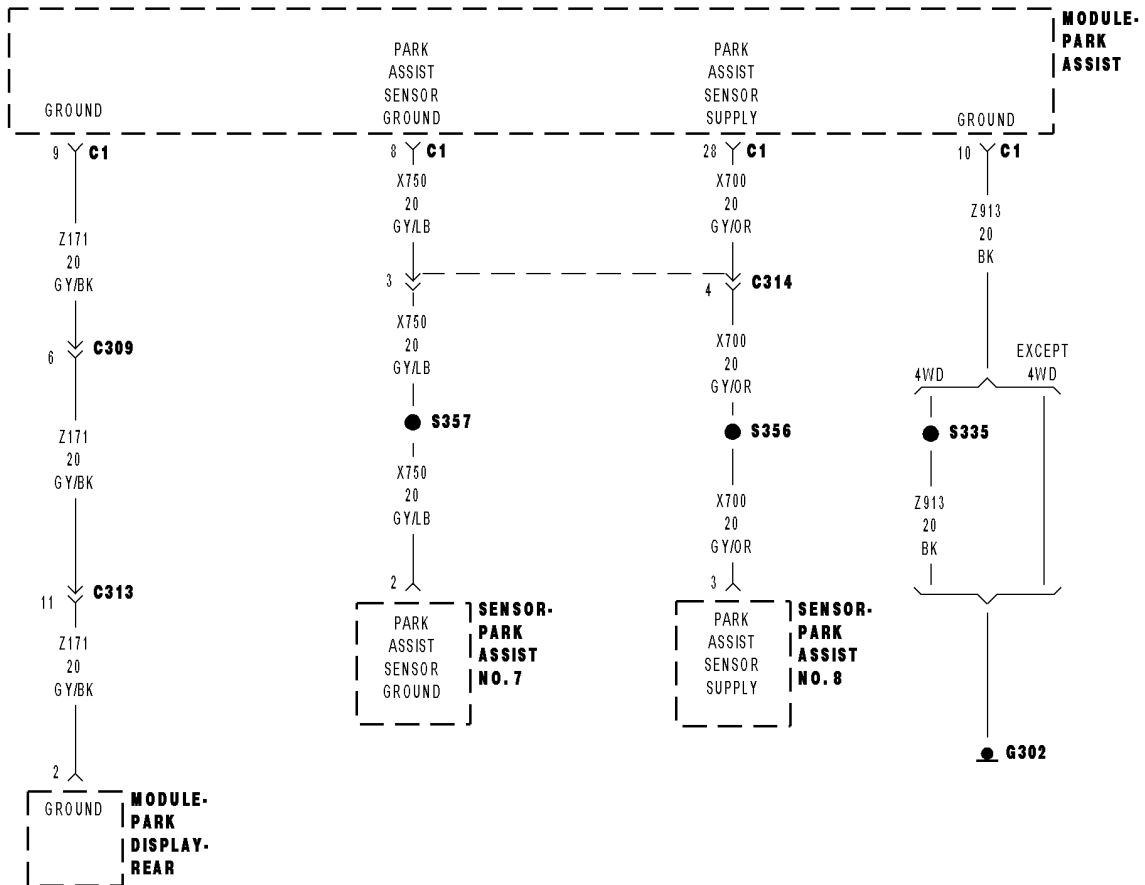 MODULE-
PARK
ASSIST
GROUND
PARK
ASSIST
SENSOR
GROUND
PARK
ASSIST
SENSOR
SUPPLY
GROUND
9 C1
8 C1
28 C1
10 C1
Z171
20
GY/BK
X750
20
GY/LB
X700
20
GY/OR
Z913
20
BK
3
4 C314
6 C309
X750
20
GY/LB
X700
20
GY/OR
4WD
EXCEPT
4WD
S357
S356
S335
Z171
20
GY/BK
X750
20
GY/LB
X700
20
GY/OR
Z913
20
BK
11 C313
2
3
Z171
20
GY/BK
PARK
ASSIST
SENSOR
GROUND
SENSOR-
PARK
ASSIST
NO. 7
PARK
ASSIST
SENSOR
SUPPLY
SENSOR-
PARK
ASSIST
NO. 8
G302
2
GROUND
MODULE-
PARK
DISPLAY-
REAR